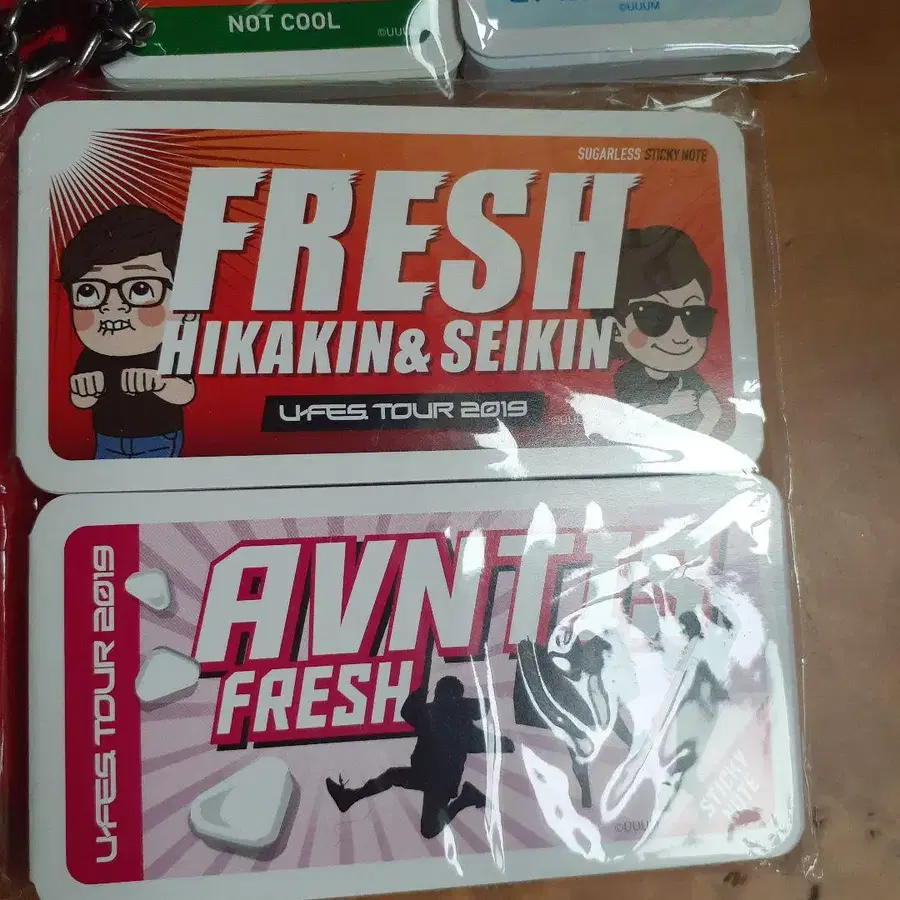 NOT COOL
©UUUM
SUGARLESS STICKY NOTE
FRESH
HIKAKIN & SEIKIN
U-FES. TOUR 2019
U-FES. TOUR 2019
FRESH
STICKY NOTE
©UUUM